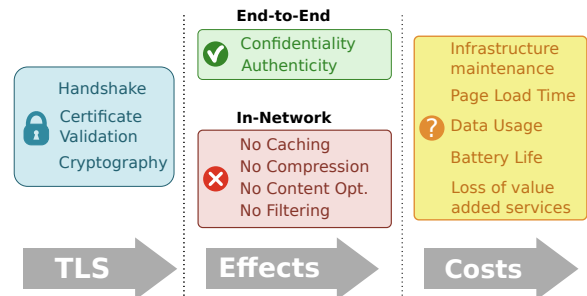 Handshake
Certificate
Validation
Cryptography
End-to-End
Confidentiality
Authenticity
In-Network
No Caching
No Compression
No Content Opt.
No Filtering
Infrastructure
maintenance
Page Load Time
?
Data Usage
Battery Life
Loss of value
added services
TLS
Effects
Costs